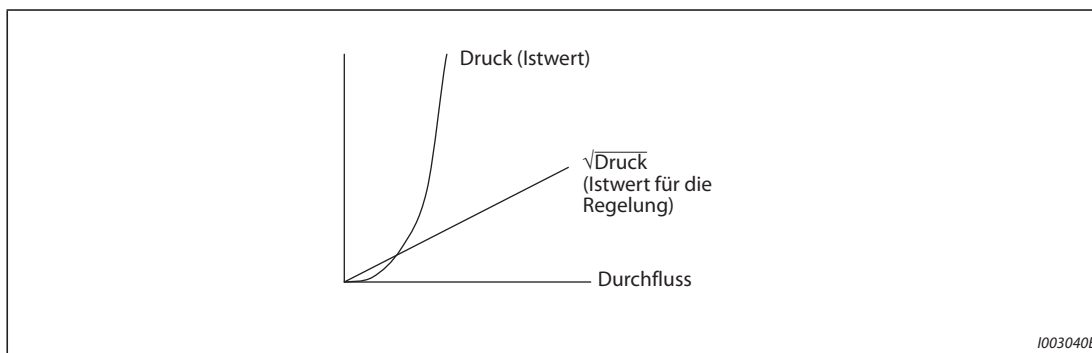 Druck (Istwert)
√Druck
(Istwert für die
Regelung)
Durchfluss
I003040E